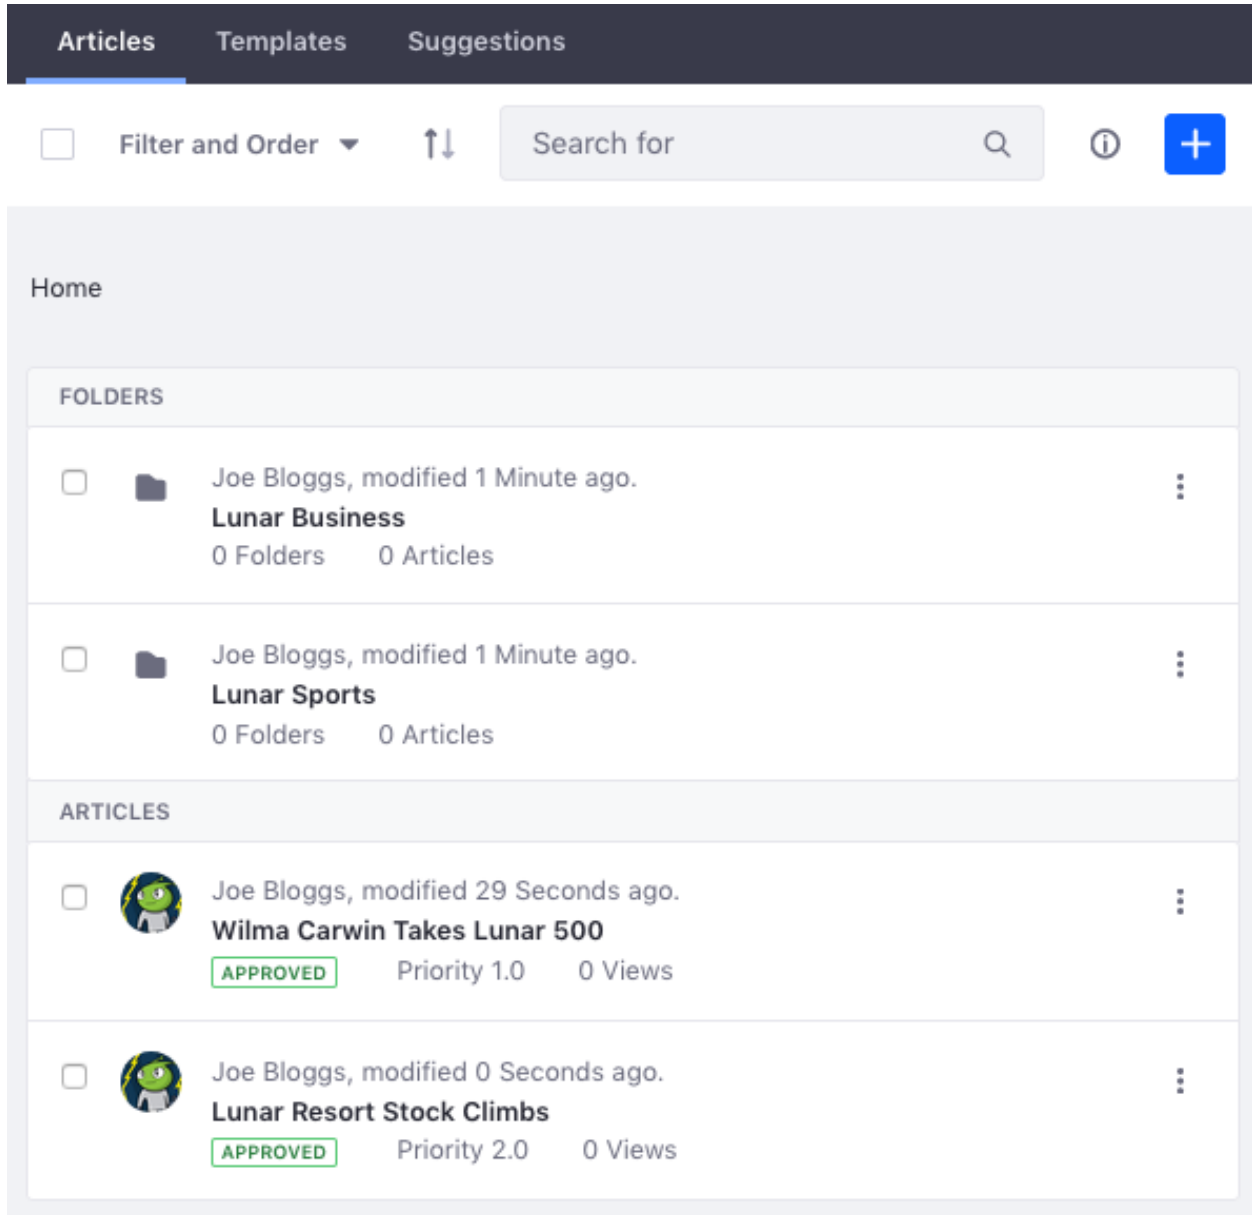 Articles Templates Suggestions
Filter and Order Search for
Home
FOLDERS
Joe Bloggs, modified 1 Minute ago.
Lunar Business
0 Folders 0 Articles
Joe Bloggs, modified 1 Minute ago.
Lunar Sports
0 Folders 0 Articles
ARTICLES
Joe Bloggs, modified 29 Seconds ago.
Wilma Carwin Takes Lunar 500
APPROVED Priority 1.0 0 Views
Joe Bloggs, modified 0 Seconds ago.
Lunar Resort Stock Climbs
APPROVED Priority 2.0 0 Views